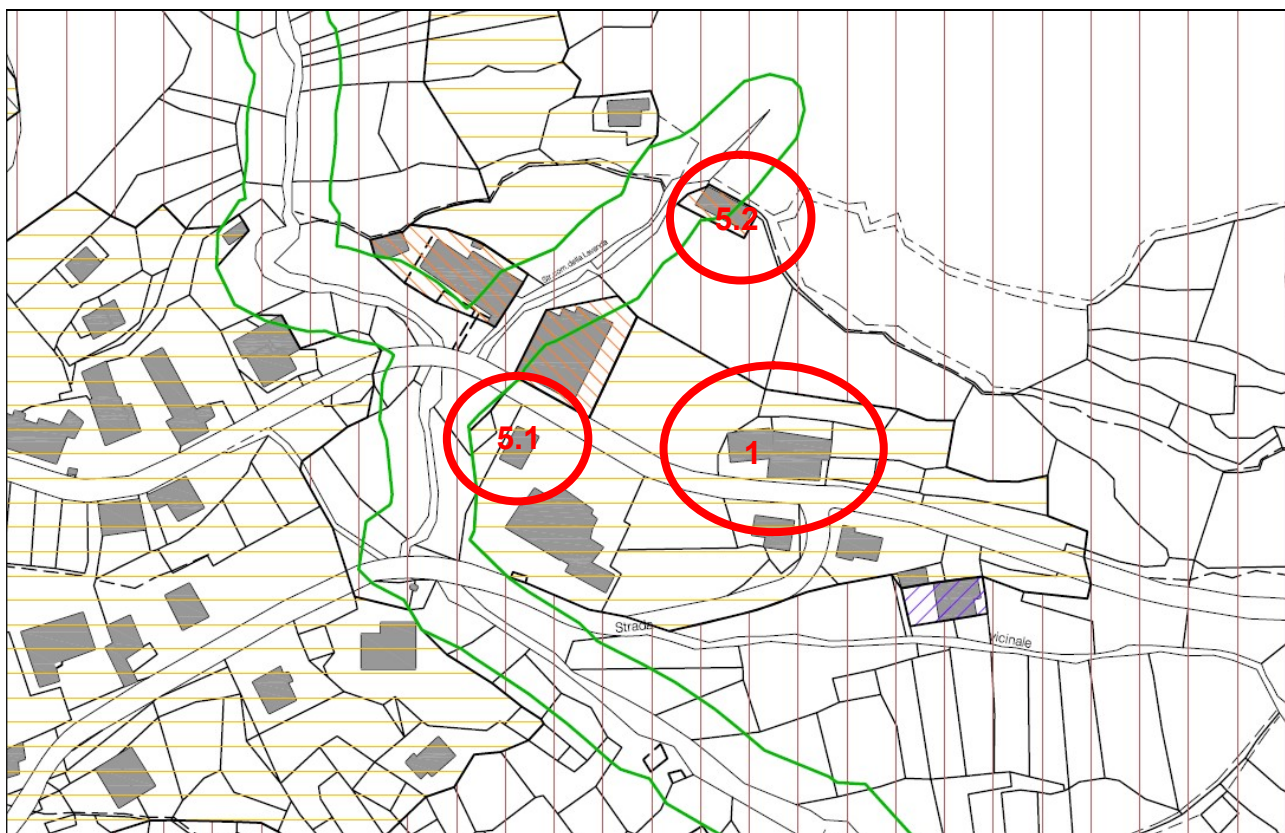 5.2
Str. com. della Lavanda
5.1
1
Strada
vicinale